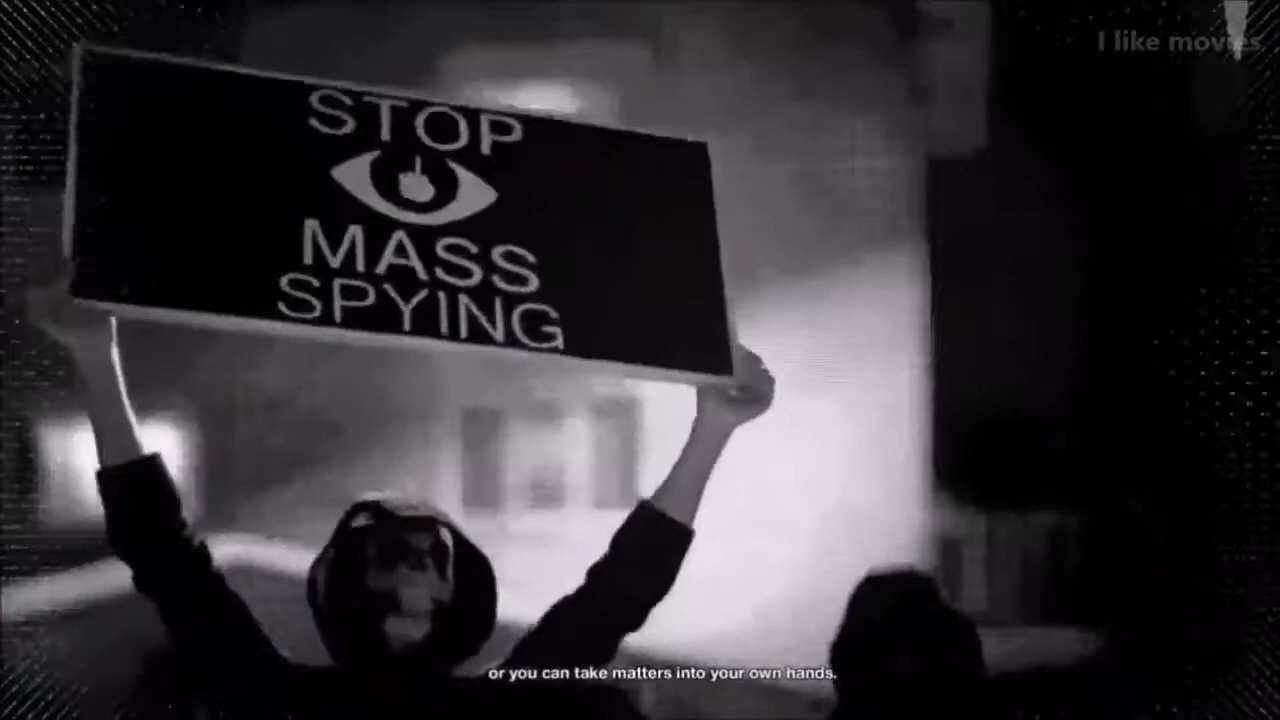 I like movies
STOP
MASS
SPYING
or you can take matters into your own hands.